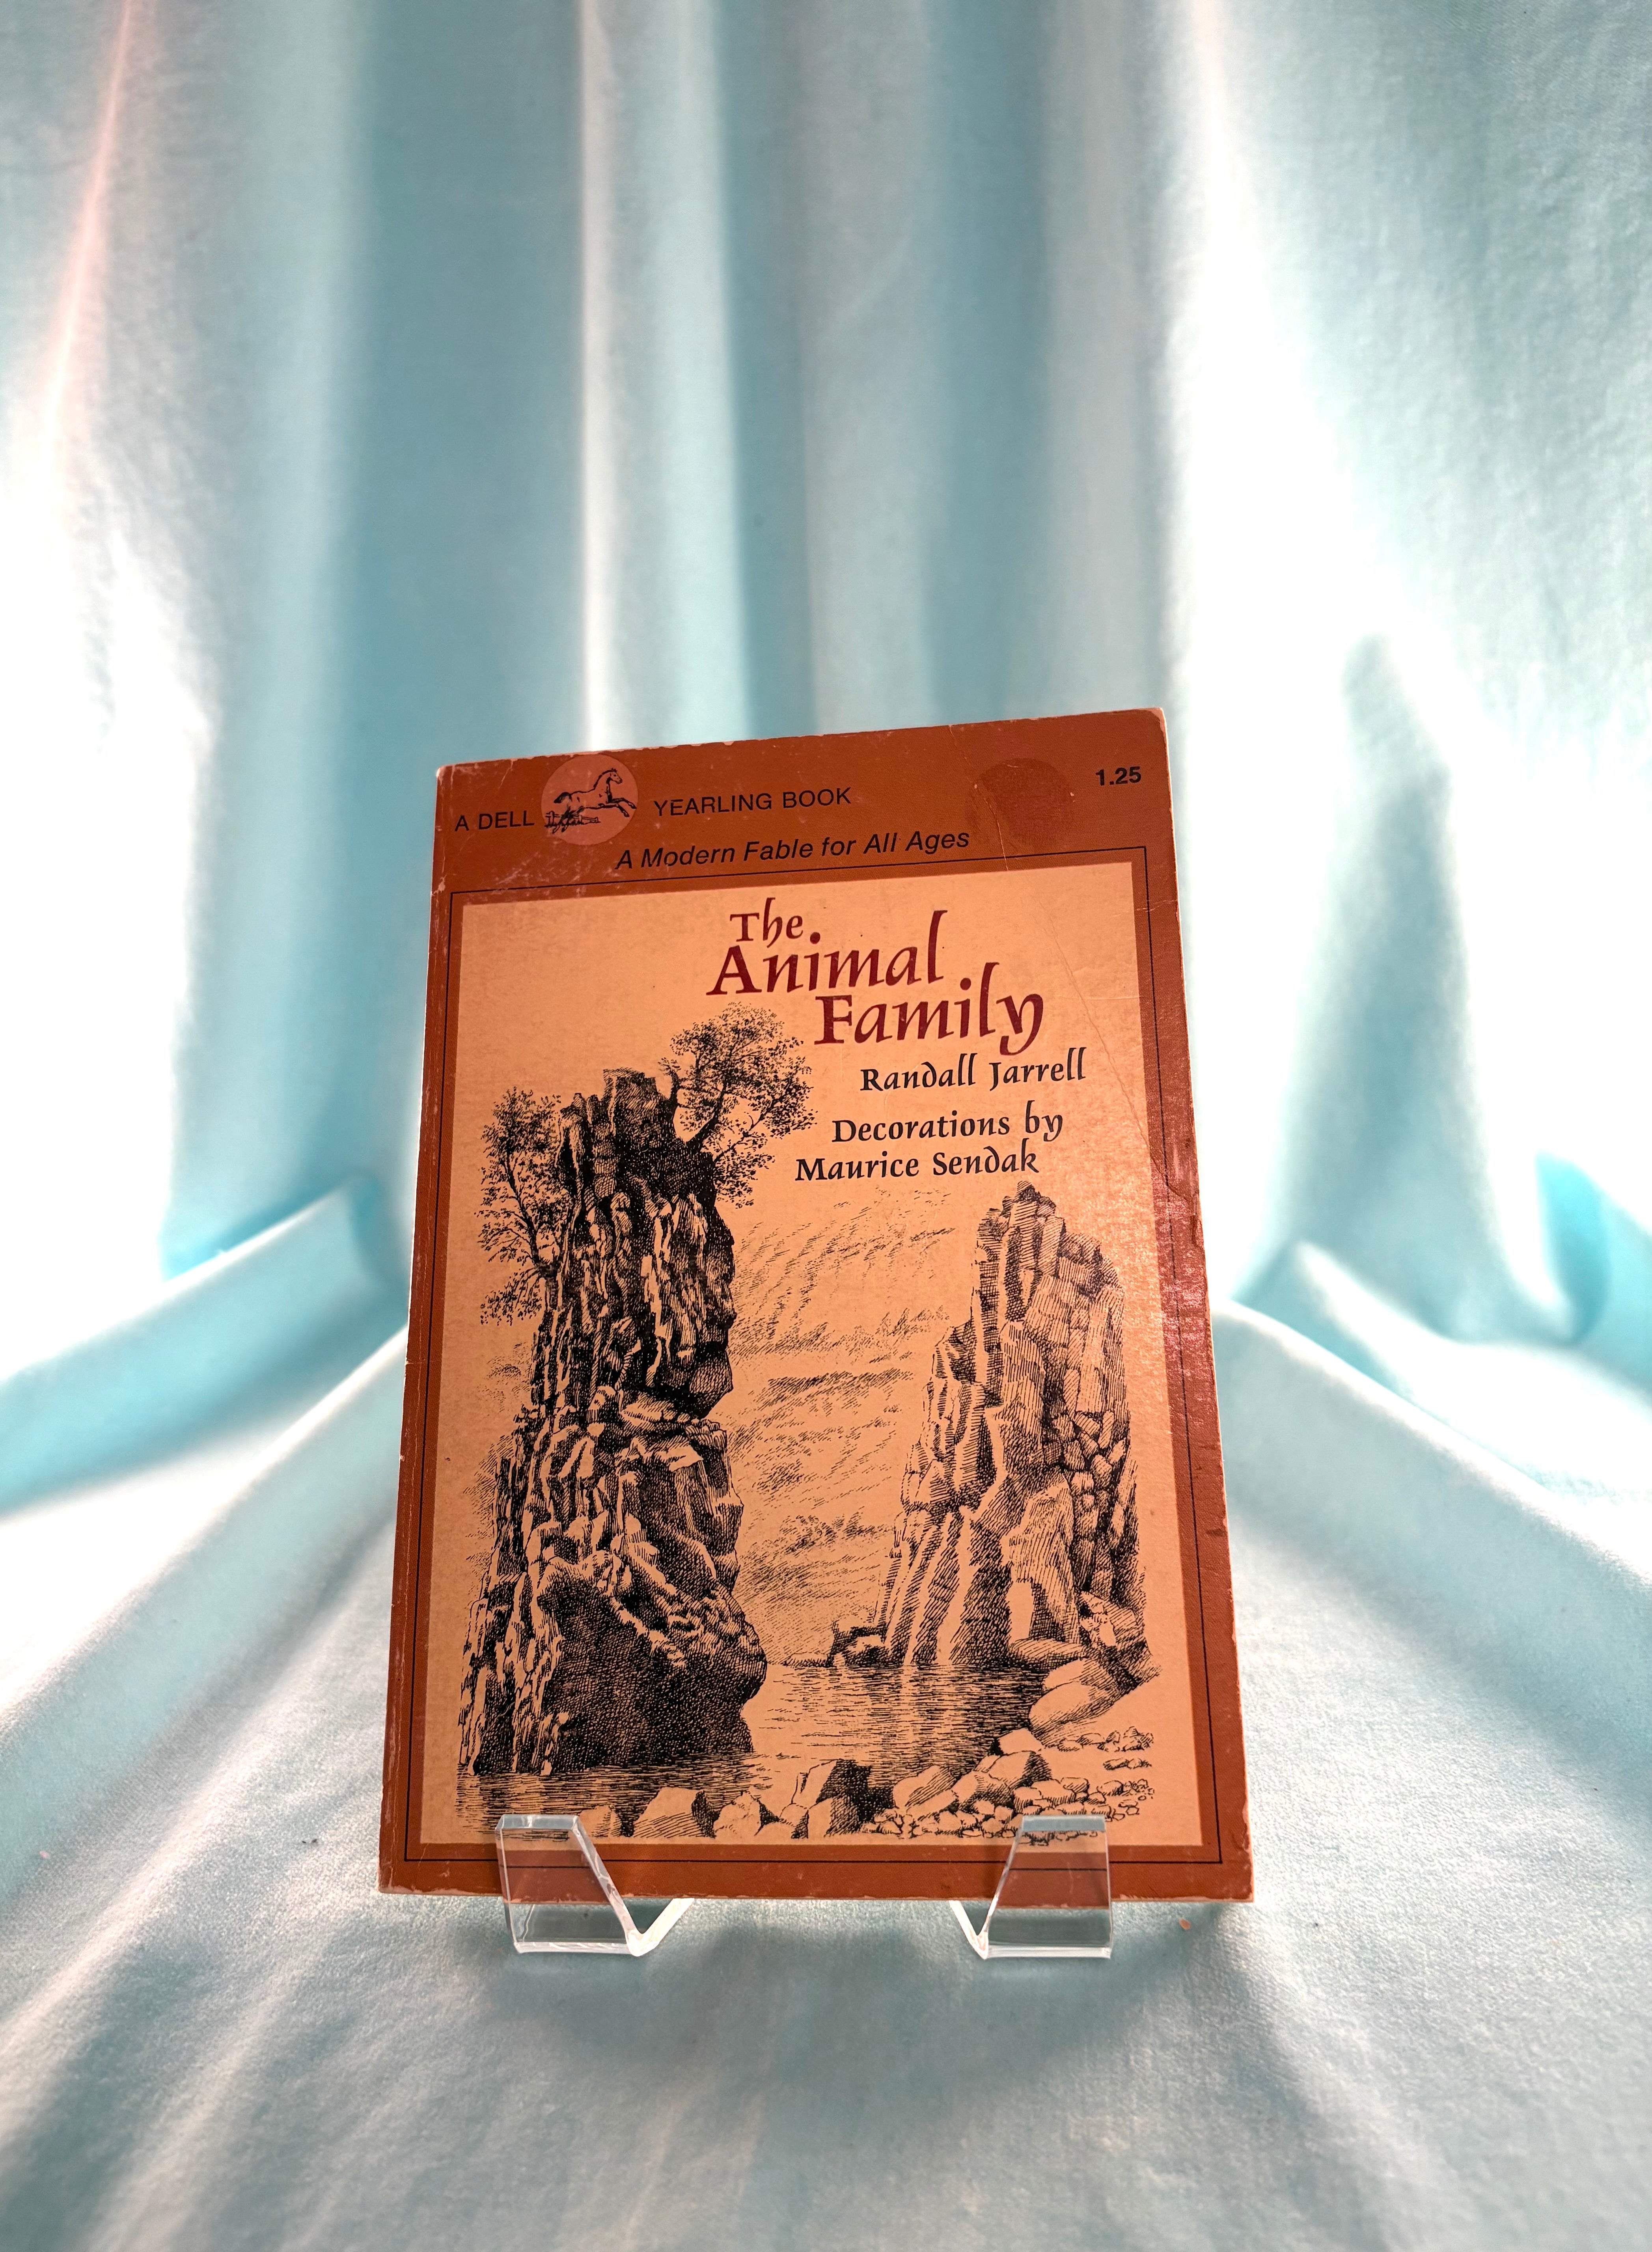 A DELL YEARLING BOOK
1.25
A Modern Fable for All Ages
The
Animal
Family
Randall Jarrell
Decorations by
Maurice Sendak